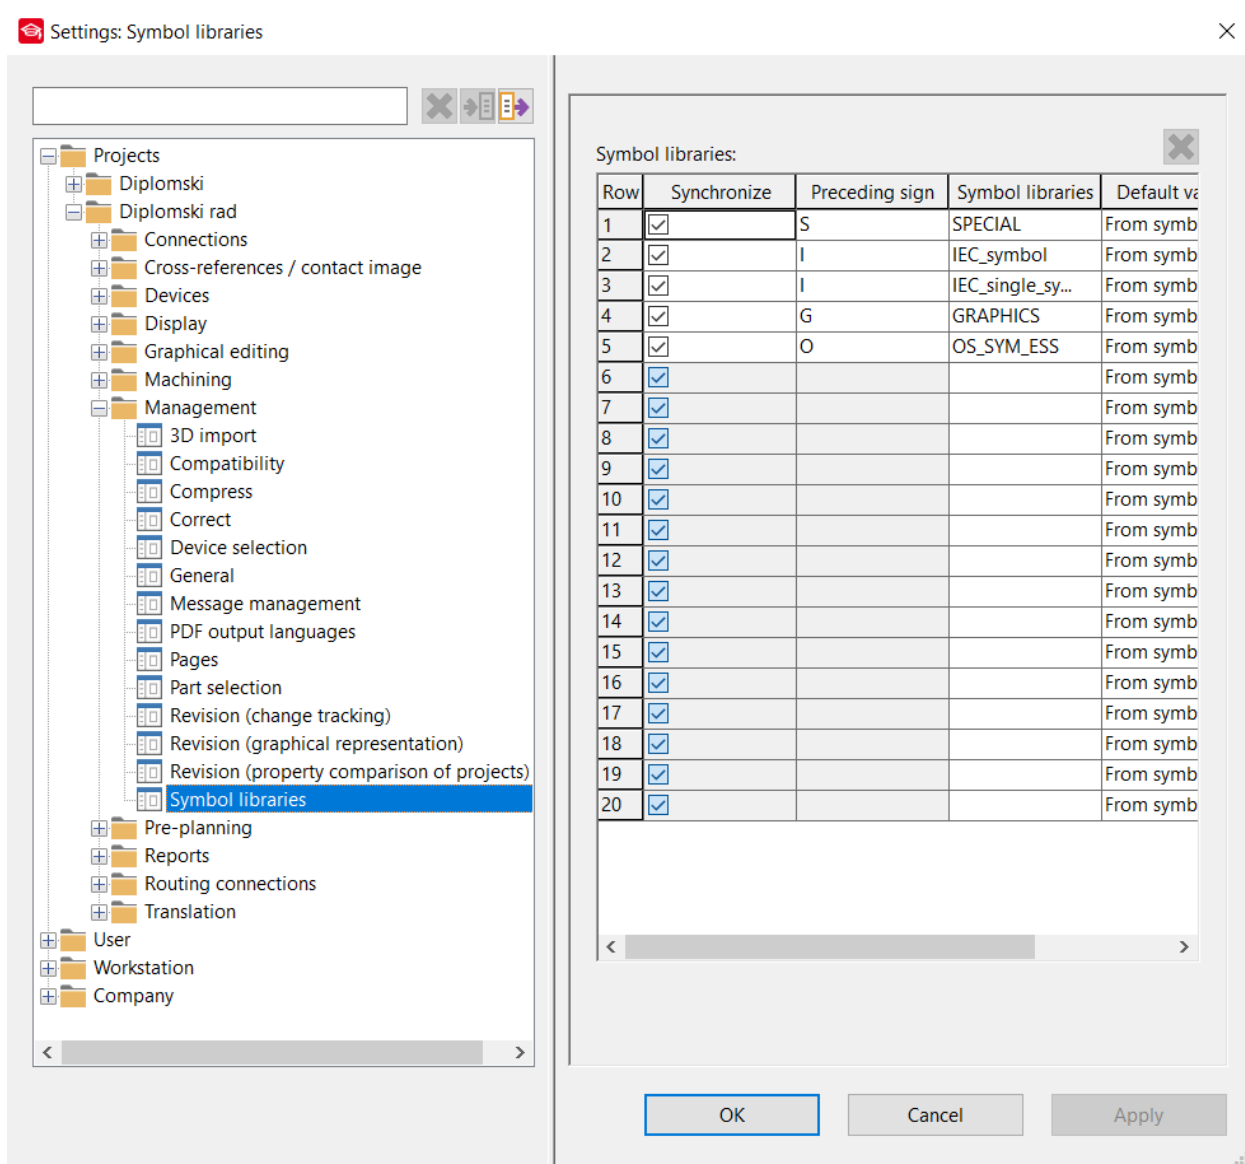 Settings: Symbol libraries
Projects
Diplomski
Diplomski rad
Connections
Cross-references / contact image
Devices
Display
Graphical editing
Machining
Management
3D import
Compatibility
Compress
Correct
Device selection
General
Message management
PDF output languages
Pages
Part selection
Revision (change tracking)
Revision (graphical representation)
Revision (property comparison of projects)
Symbol libraries
Pre-planning
Reports
Routing connections
Translation
User
Workstation
Company
Symbol libraries:
Row Synchronize Preceding sign Symbol libraries Default va
1 S SPECIAL From symb
2 I IEC_symbol From symb
3 I IEC_single_sy... From symb
4 G GRAPHICS From symb
5 O OS_SYM_ESS From symb
6 From symb
7 From symb
8 From symb
9 From symb
10 From symb
11 From symb
12 From symb
13 From symb
14 From symb
15 From symb
16 From symb
17 From symb
18 From symb
19 From symb
20 From symb
OK Cancel Apply